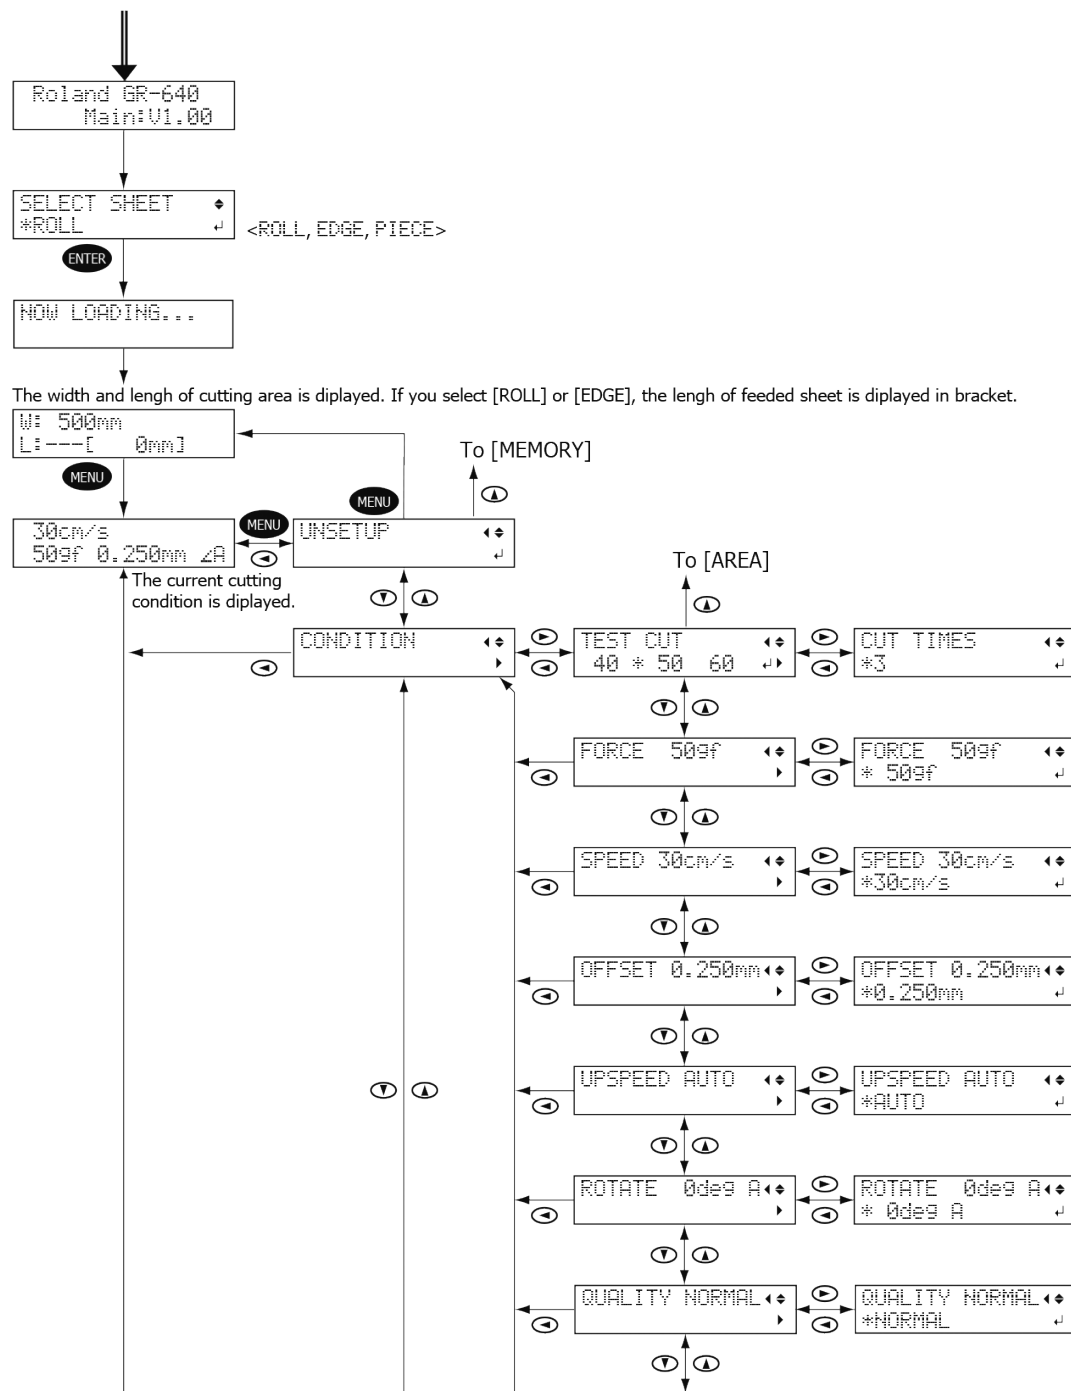 Roland GR-640
Main:V1.00
SELECT SHEET
*ROLL
<ROLL, EDGE, PIECE>
ENTER
NOW LOADING...
The width and lengh of cutting area is diplayed. If you select [ROLL] or [EDGE], the lengh of feeded sheet is diplayed in bracket.
W: 500mm
L:---[ 0mm]
To [MEMORY]
MENU
MENU
30cm/s
50gf 0.250mm ∠A
MENU
UNSETUP
The current cutting
condition is diplayed.
To [AREA]
CONDITION
TEST CUT
40 * 50 60
CUT TIMES
*3
FORCE 50gf
FORCE 50gf
* 50gf
SPEED 30cm/s
SPEED 30cm/s
*30cm/s
OFFSET 0.250mm
OFFSET 0.250mm
*0.250mm
UPSPEED AUTO
UPSPEED AUTO
*AUTO
ROTATE 0deg A
ROTATE 0deg A
* 0deg A
QUALITY NORMAL
QUALITY NORMAL
*NORMAL